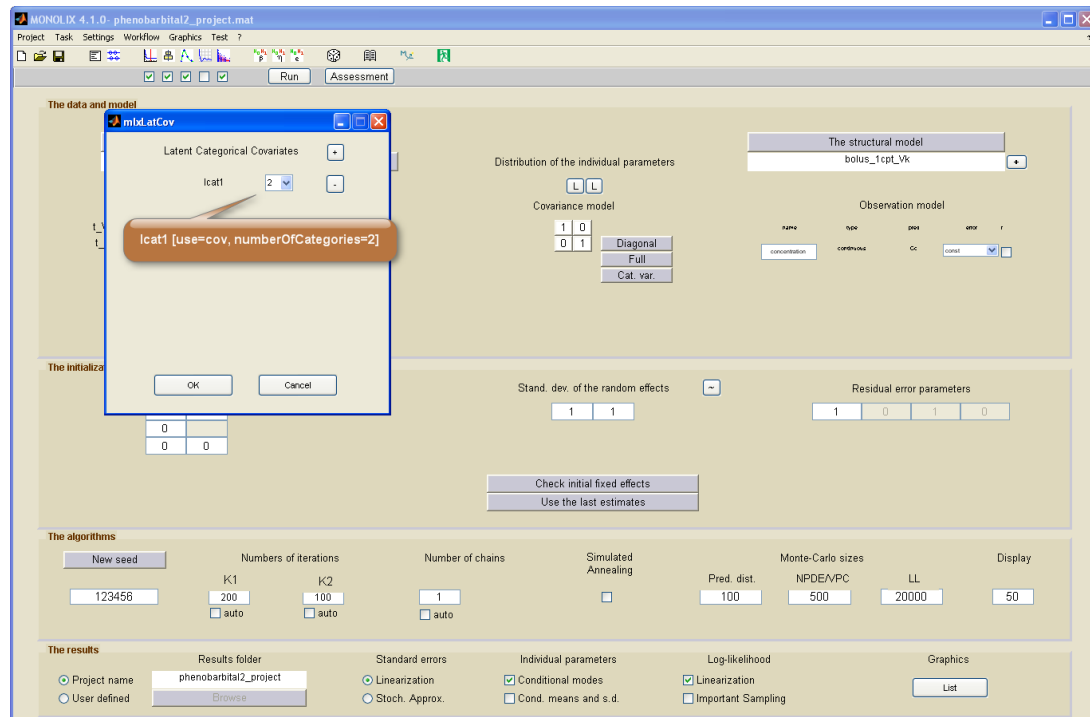 MONOLIX 4.1.0- phenobarbital2_project.mat
Project Task Settings Workflow Graphics Test ?
Run Assessment
The data and model
mlxLatCov
Latent Categorical Covariates +
lcat1 2 -
lcat1 [use=cov, numberOfCategories=2]
OK Cancel
Distribution of the individual parameters
L L
Covariance model
1 0
0 1
Diagonal
Full
Cat. var.
The structural model
bolus_1cpt_Vk +
Observation model
name type pred error r
concentration continuous Cc const
The initializa
0
0 0
Stand. dev. of the random effects ~
1 1
Residual error parameters
1 0 1 0
Check initial fixed effects
Use the last estimates
The algorithms
New seed
123456
Numbers of iterations
K1 K2
200 100
auto auto
Number of chains
1
auto
Simulated
Annealing
Monte-Carlo sizes
Pred. dist. NPDE/VPC LL
100 500 20000
Display
50
The results
Results folder
Project name phenobarbital2_project
User defined Browse
Standard errors
Linearization
Stoch. Approx.
Individual parameters
Conditional modes
Cond. means and s.d.
Log-likelihood
Linearization
Important Sampling
Graphics
List